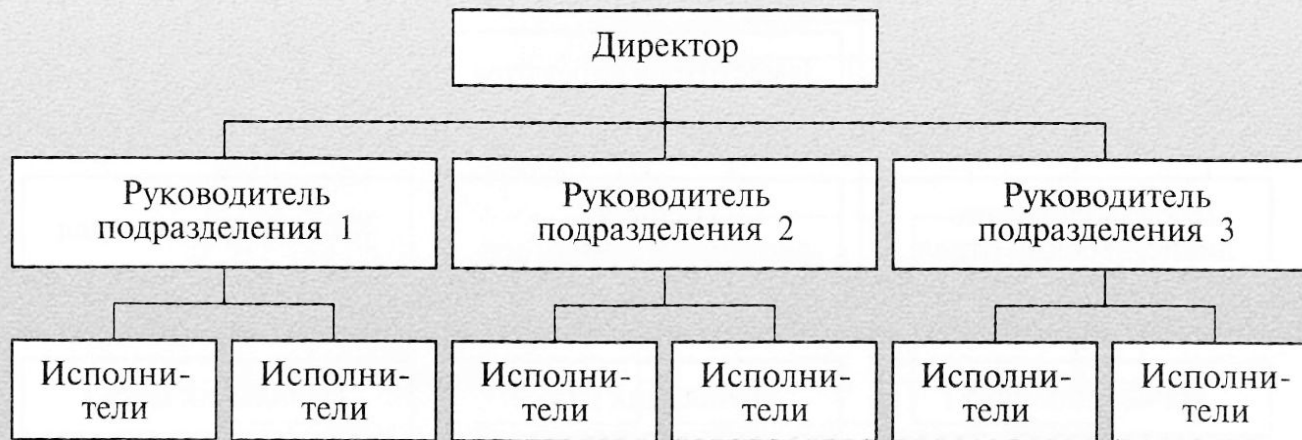 Директор
Руководитель
подразделения 1
Руководитель
подразделения 2
Руководитель
подразделения 3
Исполни-
тели
Исполни-
тели
Исполни-
тели
Исполни-
тели
Исполни-
тели
Исполни-
тели